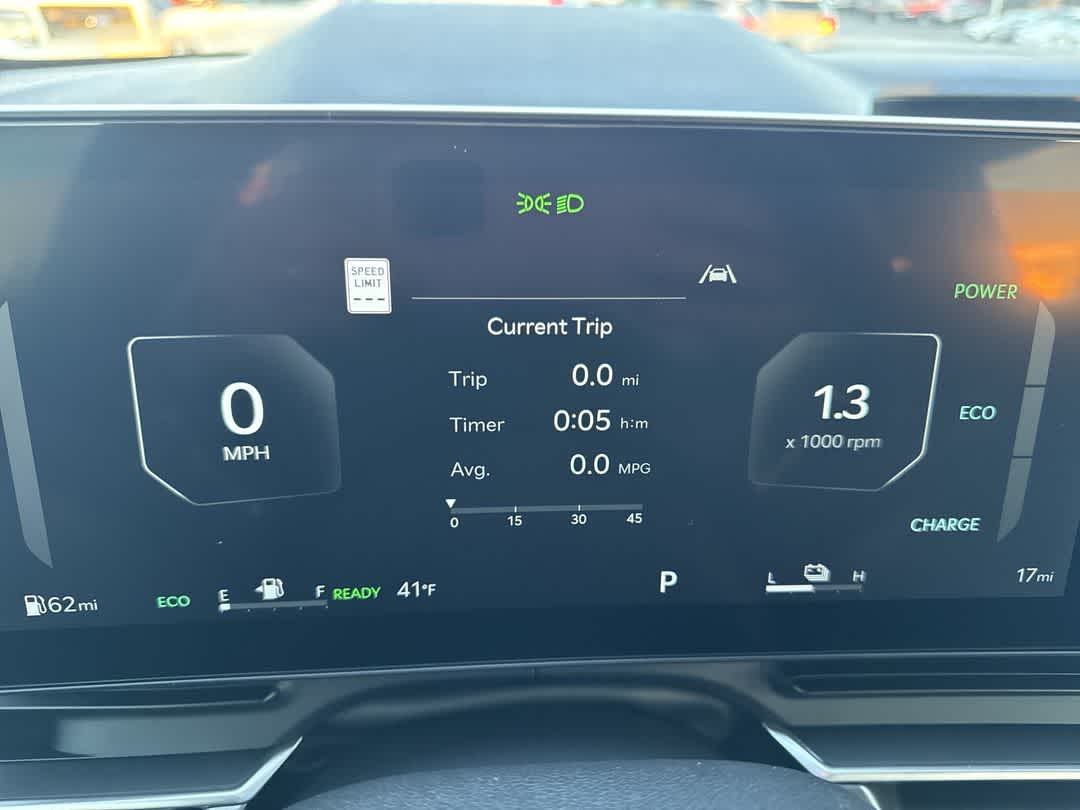 SPEED
LIMIT
---
Current Trip
Trip 0.0 mi
Timer 0:05 h:m
Avg. 0.0 MPG
0 15 30 45
0
MPH
1.3
x 1000 rpm
POWER
ECO
CHARGE
62mi
ECO
E F
READY
41°F
P
L H
17mi